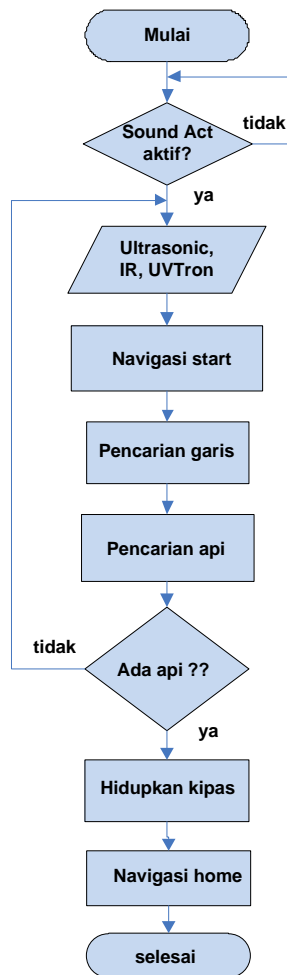 Mulai
Sound Act
aktif?
tidak
ya
Ultrasonic,
IR, UVTron
Navigasi start
Pencarian garis
Pencarian api
tidak
Ada api ??
ya
Hidupkan kipas
Navigasi home
selesai